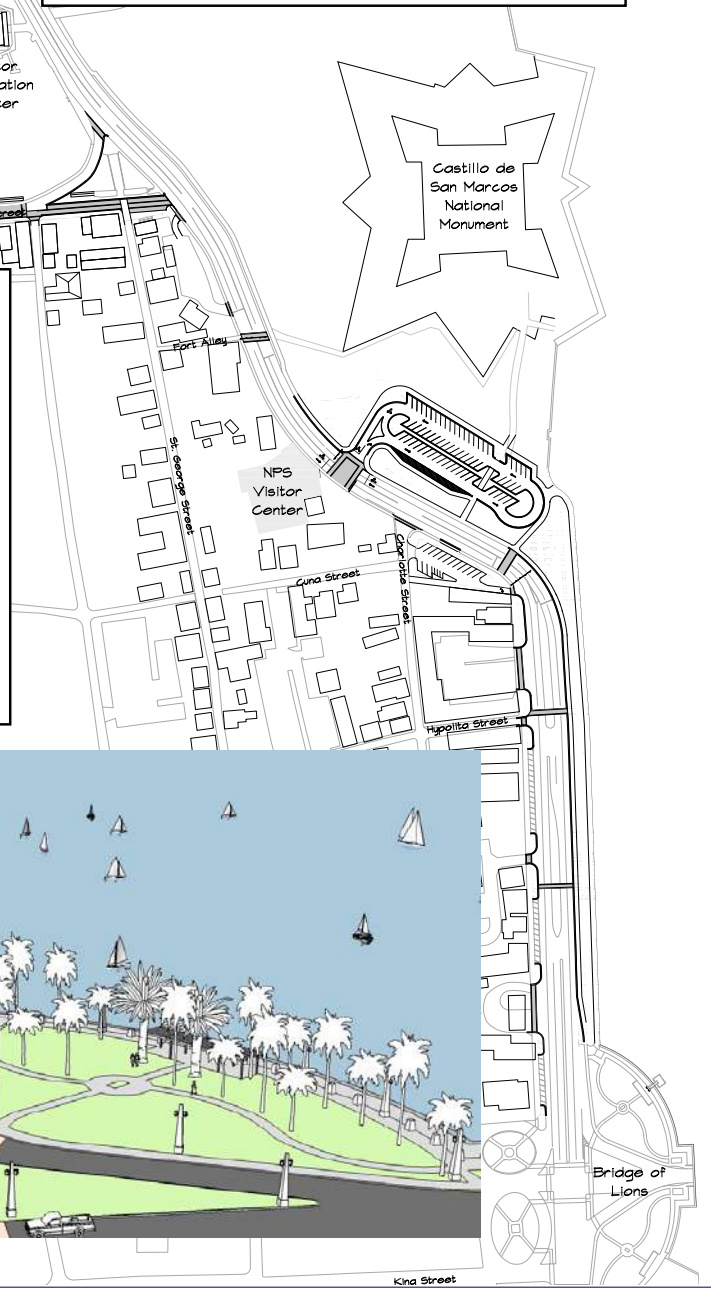 Castillo de
San Marcos
National
Monument
Fort Alley
St. George Street
NPS
Visitor
Center
Charlotte Street
Cuna Street
Hypolita Street
Bridge of
Lions
King Street